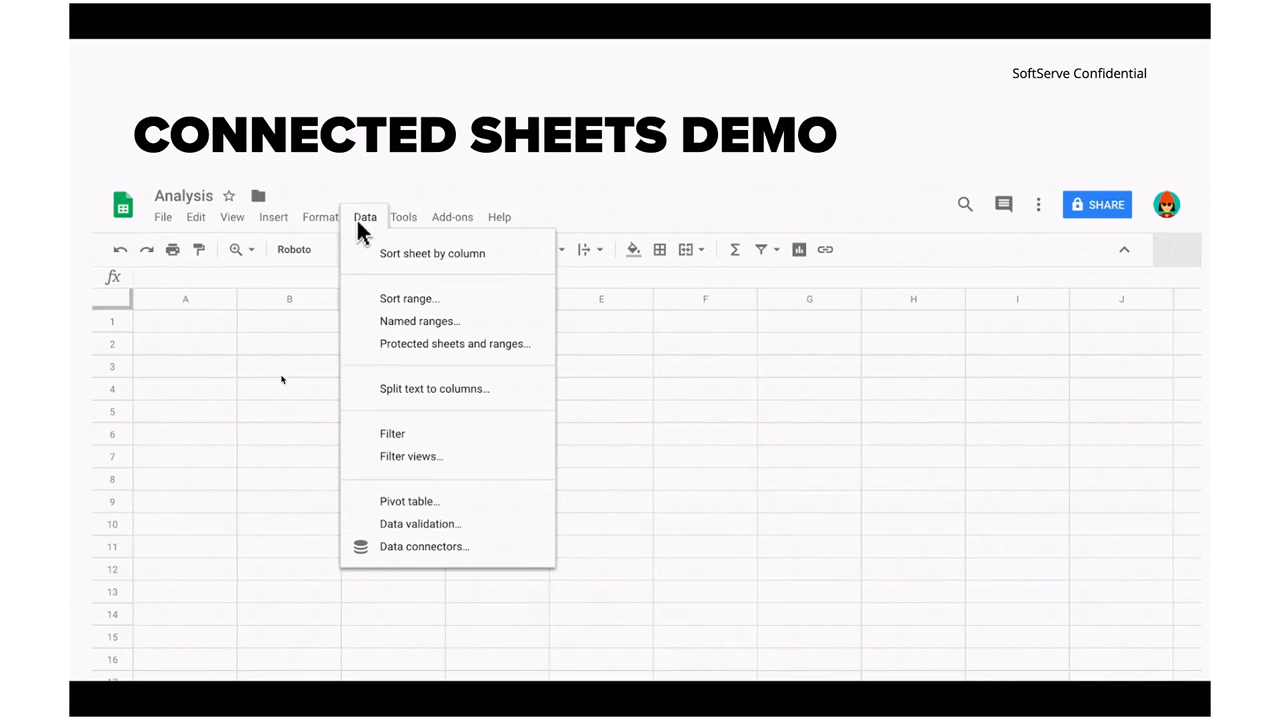 SoftServe Confidential
CONNECTED SHEETS DEMO
Analysis
File Edit View Insert Format Data Tools Add-ons Help
SHARE
Roboto
Sort sheet by column
fx
A B E F G H I J
Sort range...
1
Named ranges...
2
Protected sheets and ranges...
3
4
Split text to columns...
5
6
Filter
7
Filter views...
8
9
Pivot table...
10
Data validation...
11
Data connectors...
12
13
14
15
16